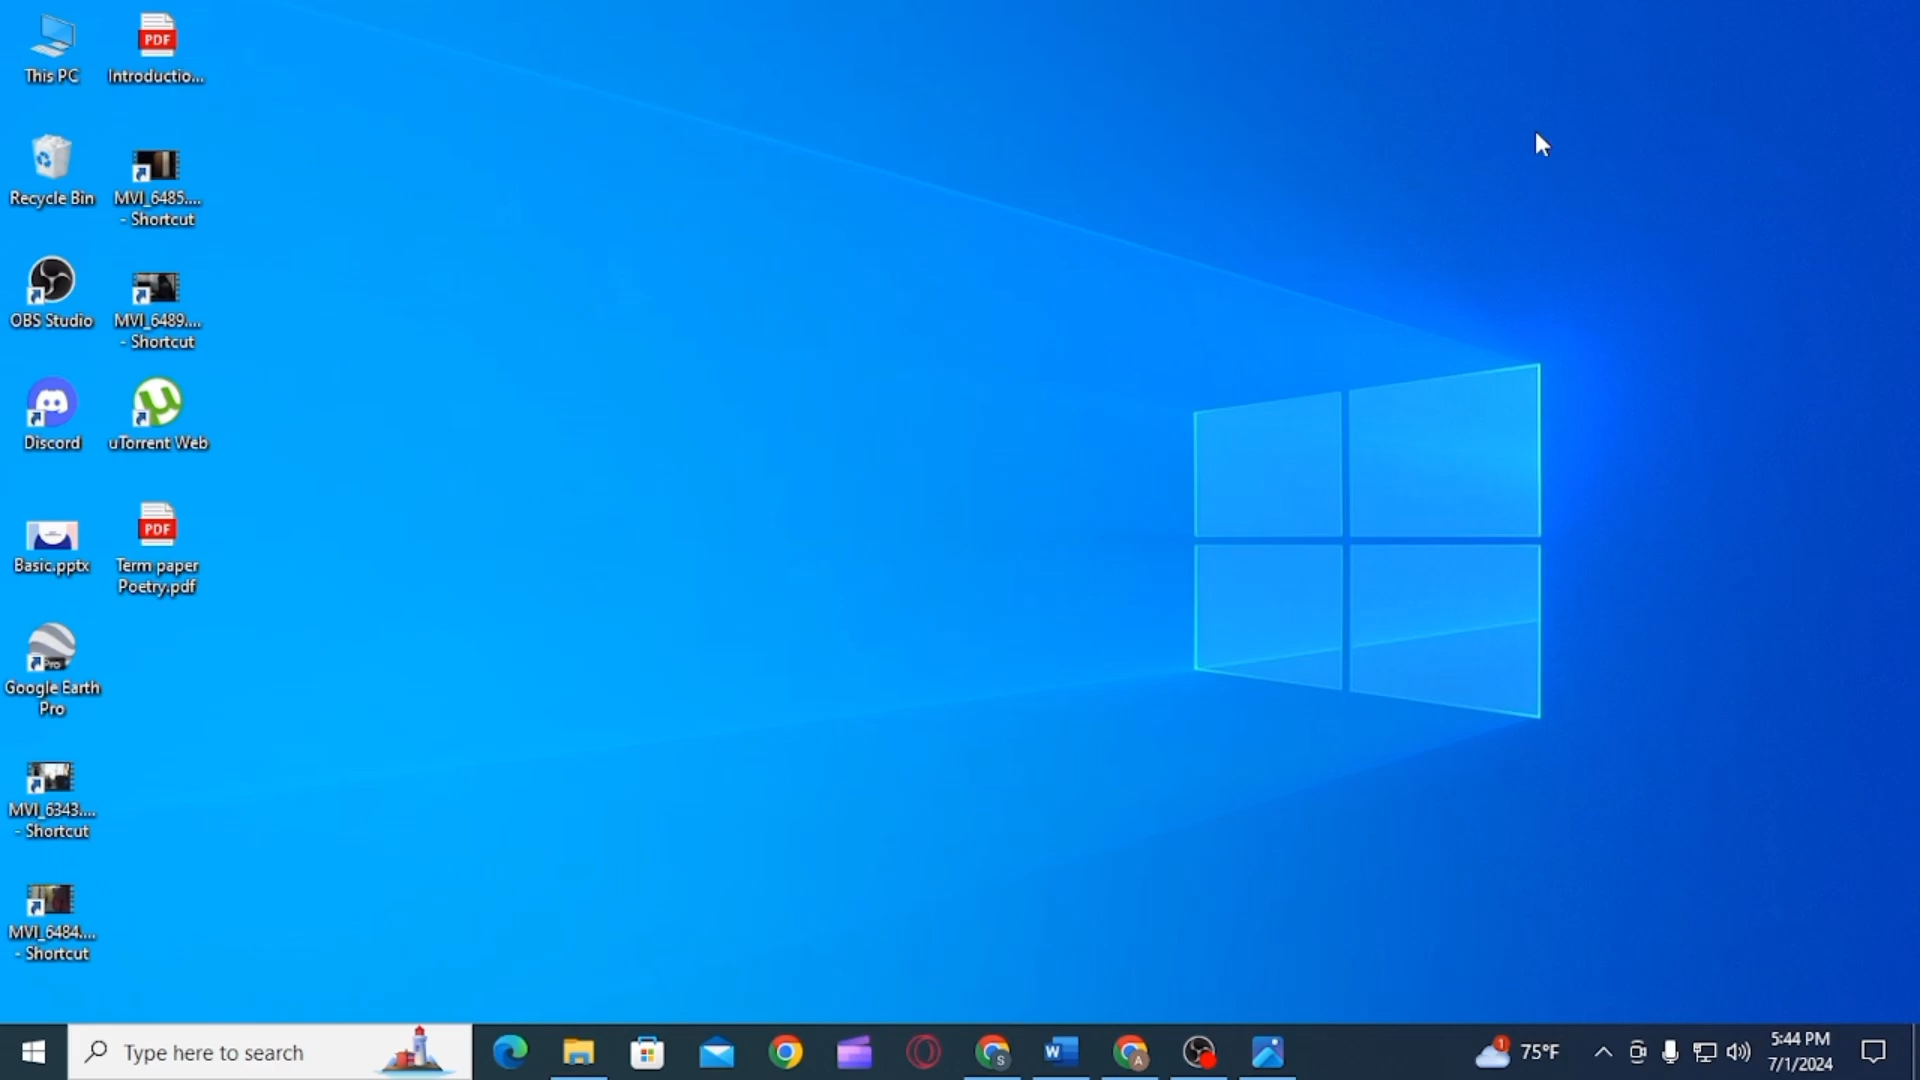 This PC
Introductio...
Recycle Bin
MVI_6485....
- Shortcut
OBS Studio
MVI_6489....
- Shortcut
Discord
uTorrent Web
Basic.pptx
PDF
PDF
Term paper
Poetry.pdf
Pro
Google Earth
Pro
MVI_6343....
- Shortcut
MVI_6484....
- Shortcut
Type here to search
S
W
A
1
75°F
5:44 PM
7/1/2024